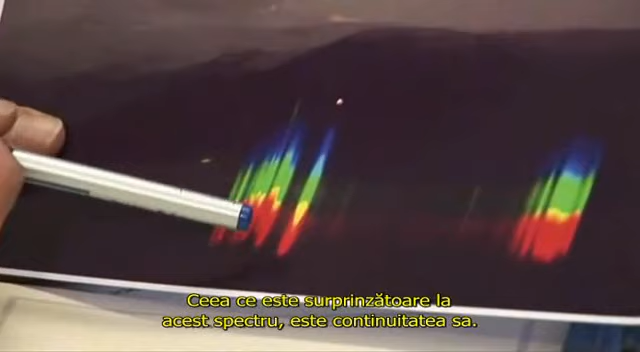 Ceea ce este surprinzătoare la
acest spectru, este continuitatea sa.